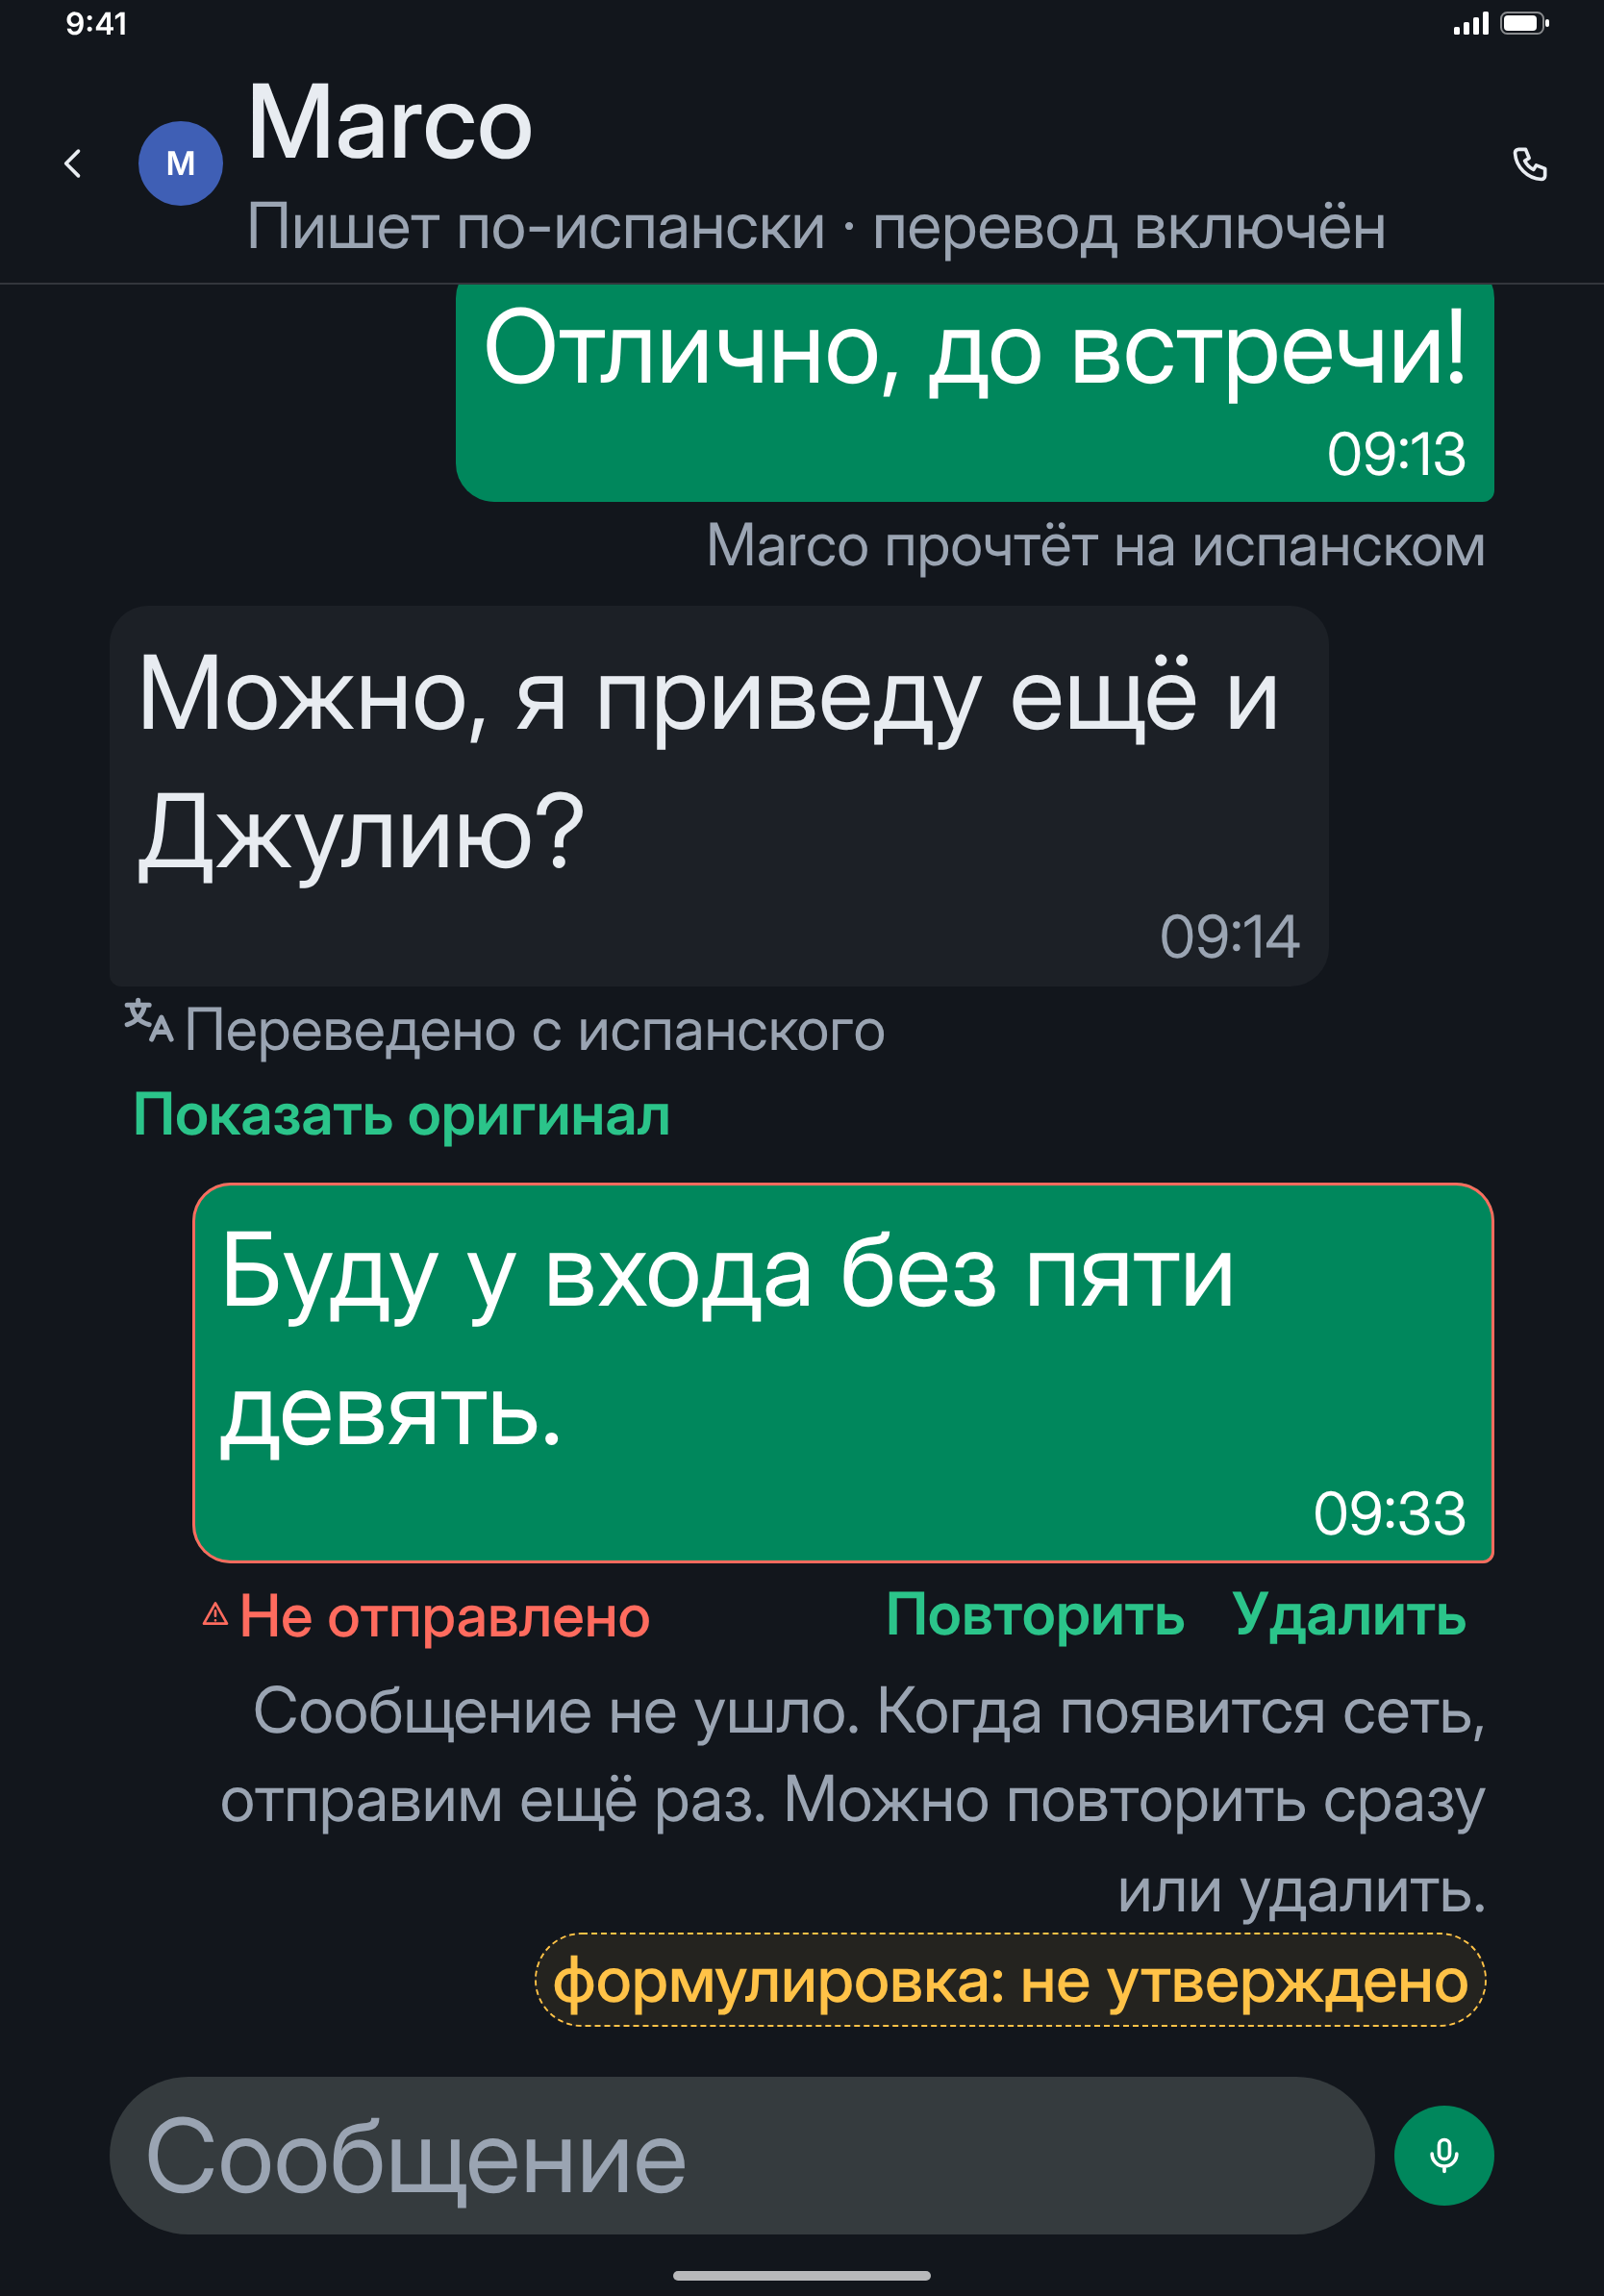 9:41
M
Marco
Пишет по-испански · перевод включён
Отлично, до встречи!
09:13
Marco прочтёт на испанском
Можно, я приведу ещё и
Джулию?
09:14
Переведено с испанского
Показать оригинал
Буду у входа без пяти
девять.
09:33
Не отправлено
Повторить
Удалить
Сообщение не ушло. Когда появится сеть,
отправим ещё раз. Можно повторить сразу
или удалить.
формулировка: не утверждено
Сообщение